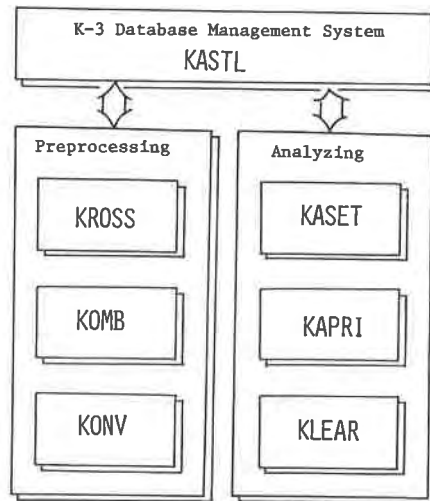 K-3 Database Management System
KASTL
Preprocessing
KROSS
KOMB
KONV
Analyzing
KASET
KAPRI
KLEAR